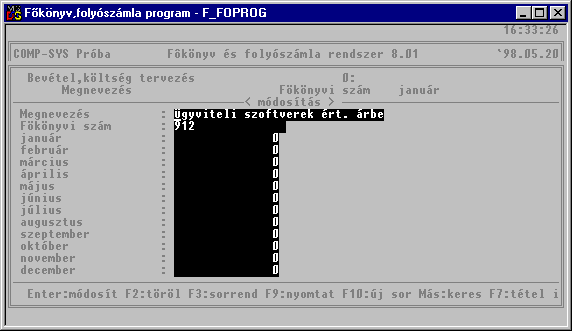 Főkönyv,folyószámla program - F_FOPROG
16:33:26
COMP-SYS Próba Főkönyv és folyószámla rendszer 8.01 '98.05.20
Bevétel,költség tervezés 0:
Megnevezés Főkönyvi szám január
< módosítás >
Megnevezés : Ügyviteli szoftverek ért. árbe
Főkönyvi szám : 912
január : 0
február : 0
március : 0
április : 0
május : 0
június : 0
július : 0
augusztus : 0
szeptember : 0
október : 0
november : 0
december : 0
Enter:módosít F2:töröl F3:sorrend F9:nyomtat F10:új sor Más:keres F7:tétel i